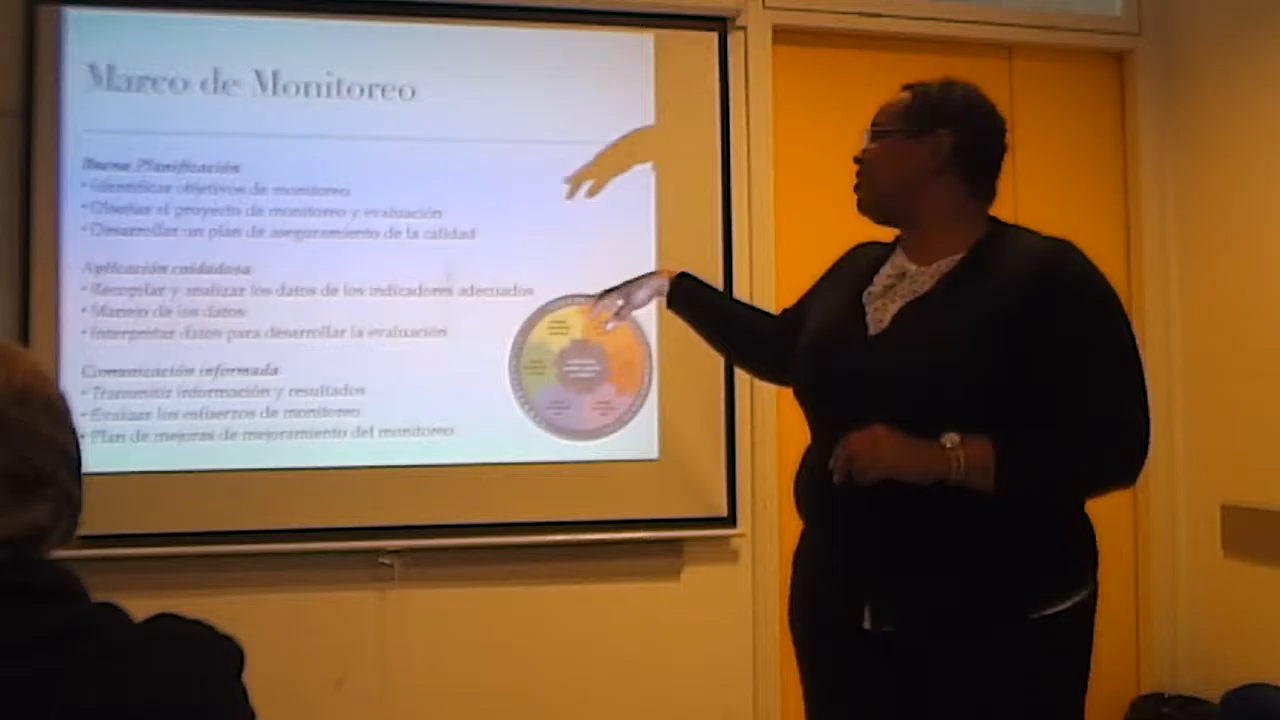 Marco de Monitoreo
Buena Planificación
• Identificar objetivos de monitoreo
• Diseñar el proyecto de monitoreo y evaluación
• Desarrollar un plan de aseguramiento de la calidad
Aplicación cuidadosa
• Recopilar y analizar los datos de los indicadores adecuados
• Manejo de los datos
• Interpretar datos para desarrollar la evaluación
Comunicación informada
• Transmitir información y resultados
• Evaluar los esfuerzos de monitoreo
• Plan de mejoras de mejoramiento del monitoreo